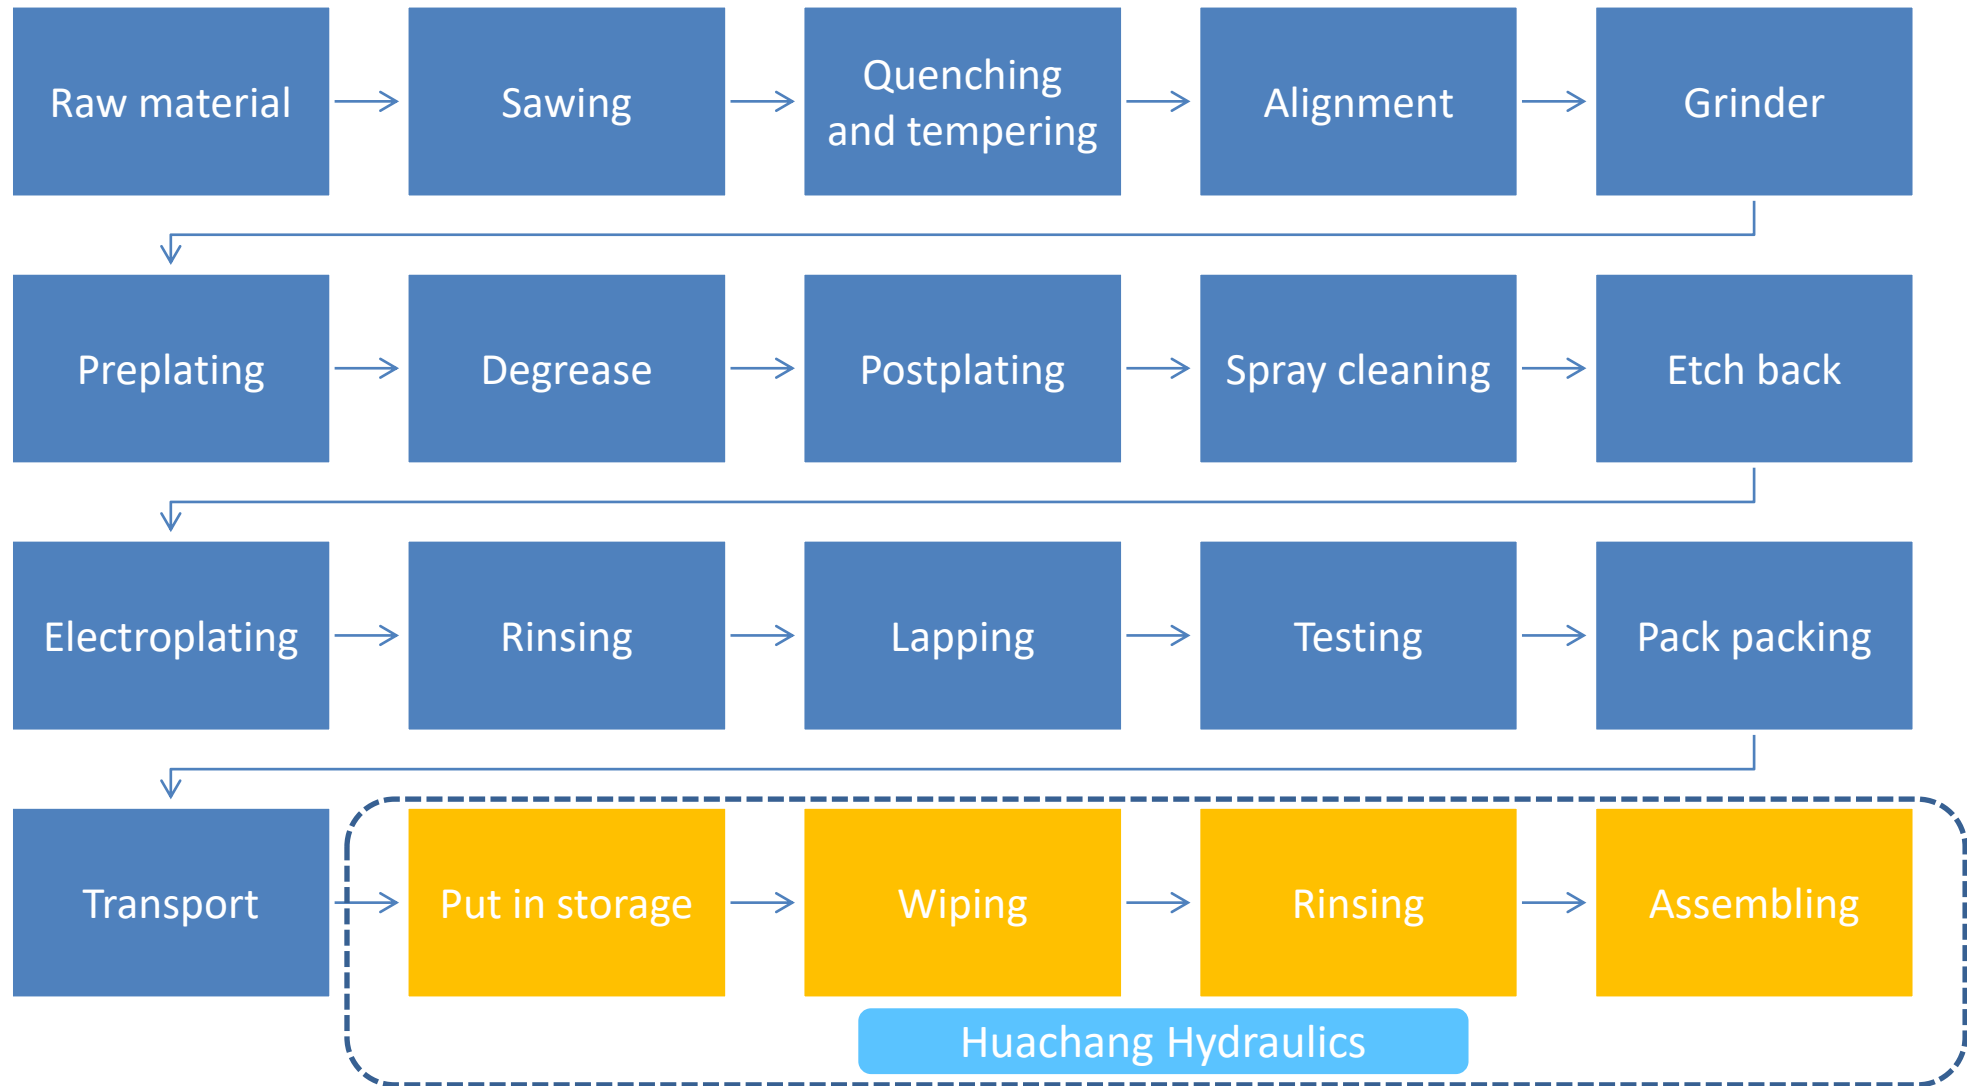 Raw material
Sawing
Quenching
and tempering
Alignment
Grinder
Preplating
Degrease
Postplating
Spray cleaning
Etch back
Electroplating
Rinsing
Lapping
Testing
Pack packing
Transport
Put in storage
Wiping
Rinsing
Assembling
Huachang Hydraulics